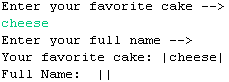 Enter your favorite cake -->
cheese
Enter your full name -->
Your favorite cake: |cheese|
Full Name:  ||